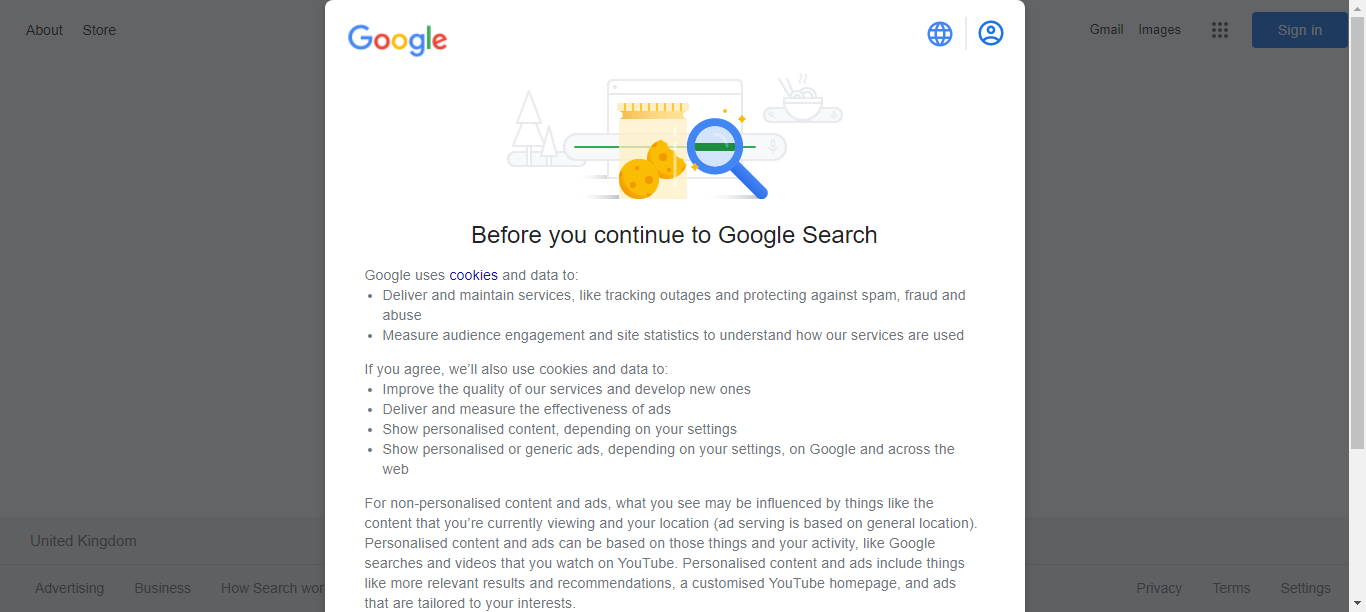 About Store
Gmail Images Sign in
Google
Before you continue to Google Search
Google uses cookies and data to:
• Deliver and maintain services, like tracking outages and protecting against spam, fraud and
abuse
• Measure audience engagement and site statistics to understand how our services are used
If you agree, we’ll also use cookies and data to:
• Improve the quality of our services and develop new ones
• Deliver and measure the effectiveness of ads
• Show personalised content, depending on your settings
• Show personalised or generic ads, depending on your settings, on Google and across the
web
For non-personalised content and ads, what you see may be influenced by things like the
content that you’re currently viewing and your location (ad serving is based on general location).
Personalised content and ads can be based on those things and your activity, like Google
searches and videos that you watch on YouTube. Personalised content and ads include things
like more relevant results and recommendations, a customised YouTube homepage, and ads
that are tailored to your interests.
United Kingdom
Advertising Business How Search wor
Privacy Terms Settings